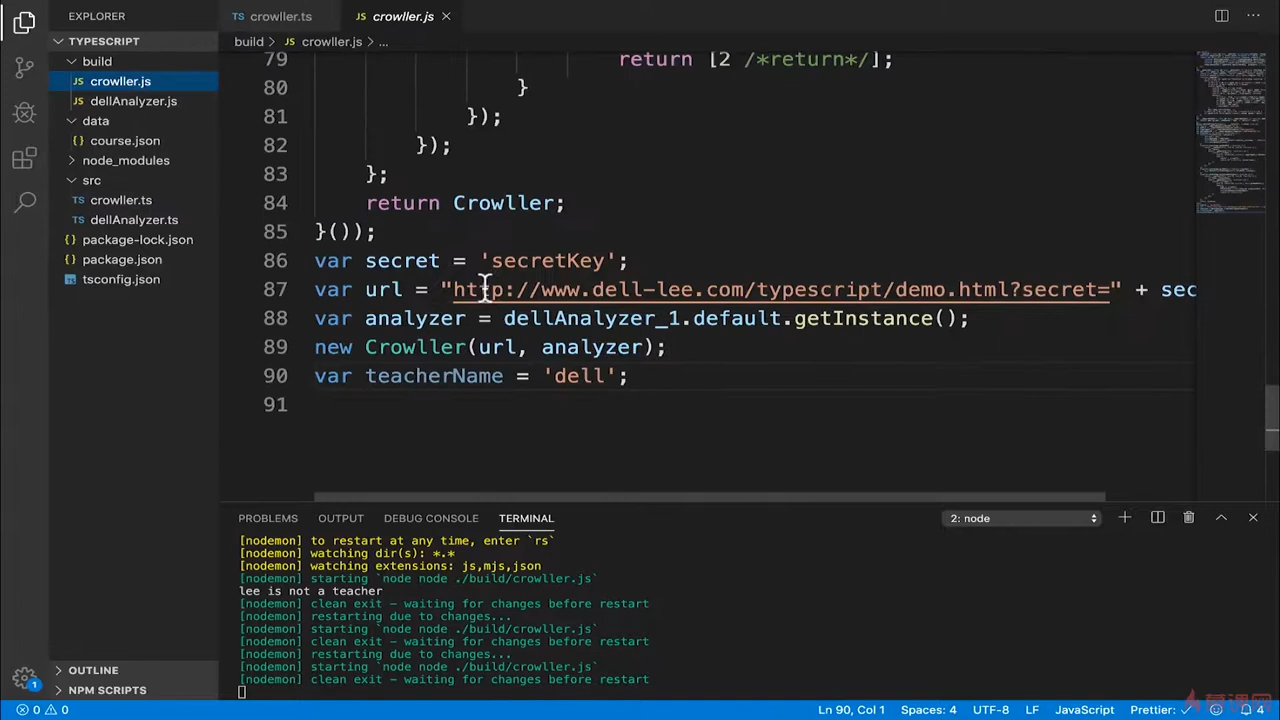 EXPLORER
TS crowller.ts
JS crowller.js ×
TYPESCRIPT
build > JS crowller.js > ...
build
JS crowller.js
JS dellAnalyzer.js
data
{} course.json
node_modules
src
TS crowller.ts
TS dellAnalyzer.ts
{} package-lock.json
{} package.json
tsconfig.json
79 return [2 /*return*/];
80 }
81 });
82 });
83 };
84 return Crowller;
85 }());
86 var secret = 'secretKey';
87 var url = "http://www.dell-lee.com/typescript/demo.html?secret=" + sec
88 var analyzer = dellAnalyzer_1.default.getInstance();
89 new Crowller(url, analyzer);
90 var teacherName = 'dell';
91
PROBLEMS OUTPUT DEBUG CONSOLE TERMINAL
2: node
[nodemon] to restart at any time, enter `rs`
[nodemon] watching dir(s): *.*
[nodemon] watching extensions: js,mjs,json
[nodemon] starting `node node ./build/crowller.js`
lee is not a teacher
[nodemon] clean exit - waiting for changes before restart
[nodemon] restarting due to changes...
[nodemon] starting `node node ./build/crowller.js`
[nodemon] clean exit - waiting for changes before restart
[nodemon] restarting due to changes...
[nodemon] starting `node node ./build/crowller.js`
[nodemon] clean exit - waiting for changes before restart
OUTLINE
NPM SCRIPTS
1
0 0
Ln 90, Col 1 Spaces: 4 UTF-8 LF JavaScript Prettier: ✓ 4
慕课网